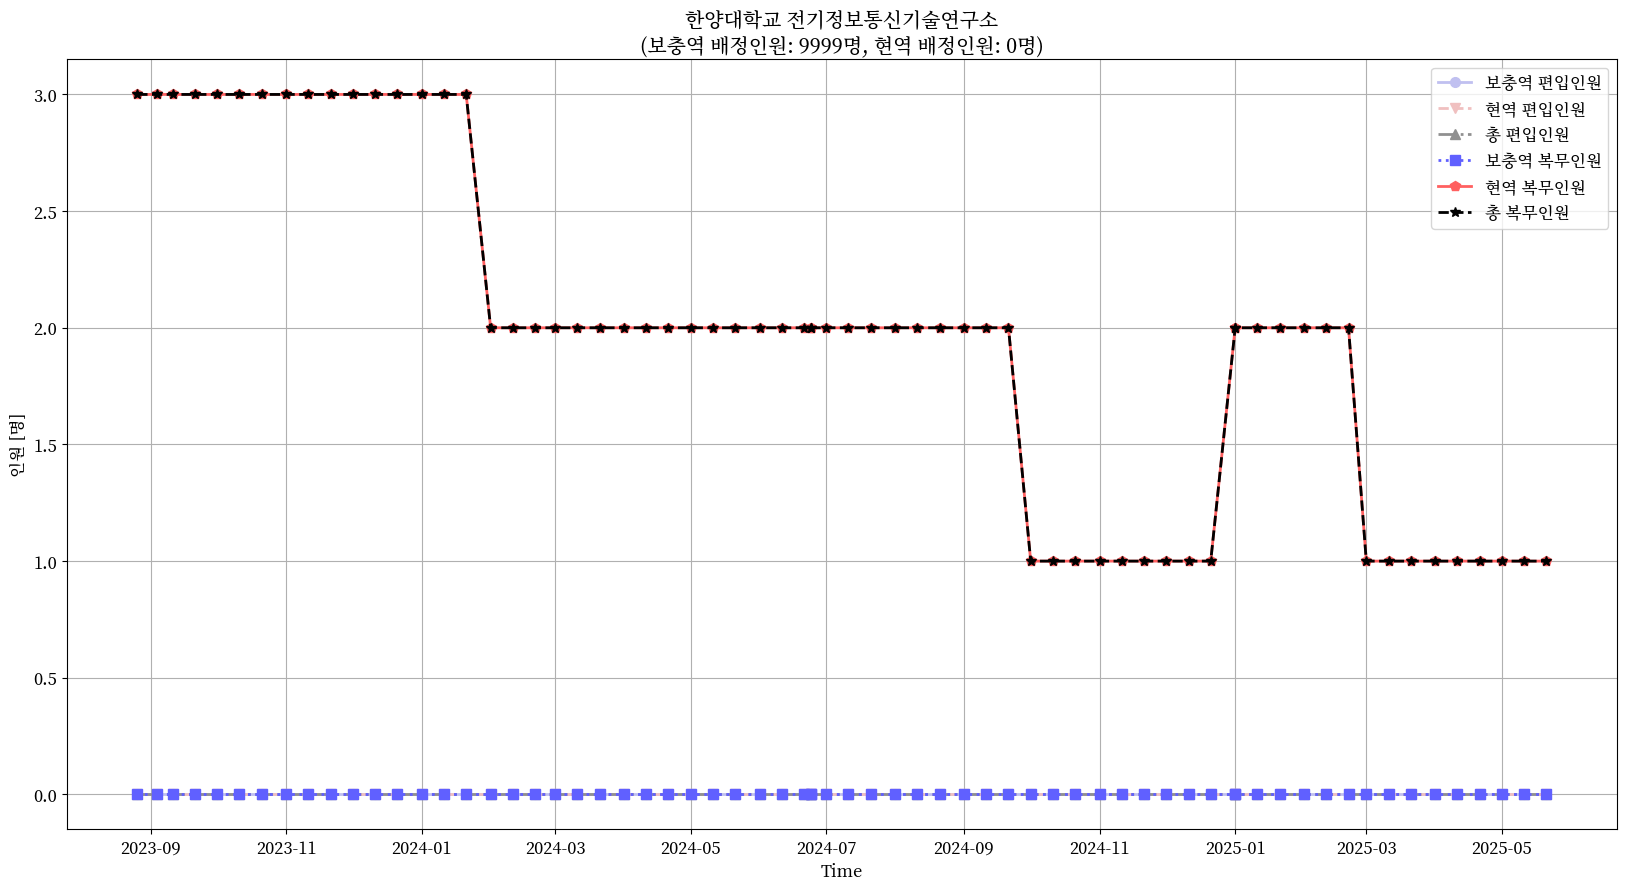 한양대학교 전기정보통신기술연구소
(보충역 배정인원: 9999명, 현역 배정인원: 0명)
보충역 편입인원
현역 편입인원
총 편입인원
보충역 복무인원
현역 복무인원
총 복무인원
인원 [명]
3.0
2.5
2.0
1.5
1.0
0.5
0.0
2023-09
2023-11
2024-01
2024-03
2024-05
2024-07
2024-09
2024-11
2025-01
2025-03
2025-05
Time